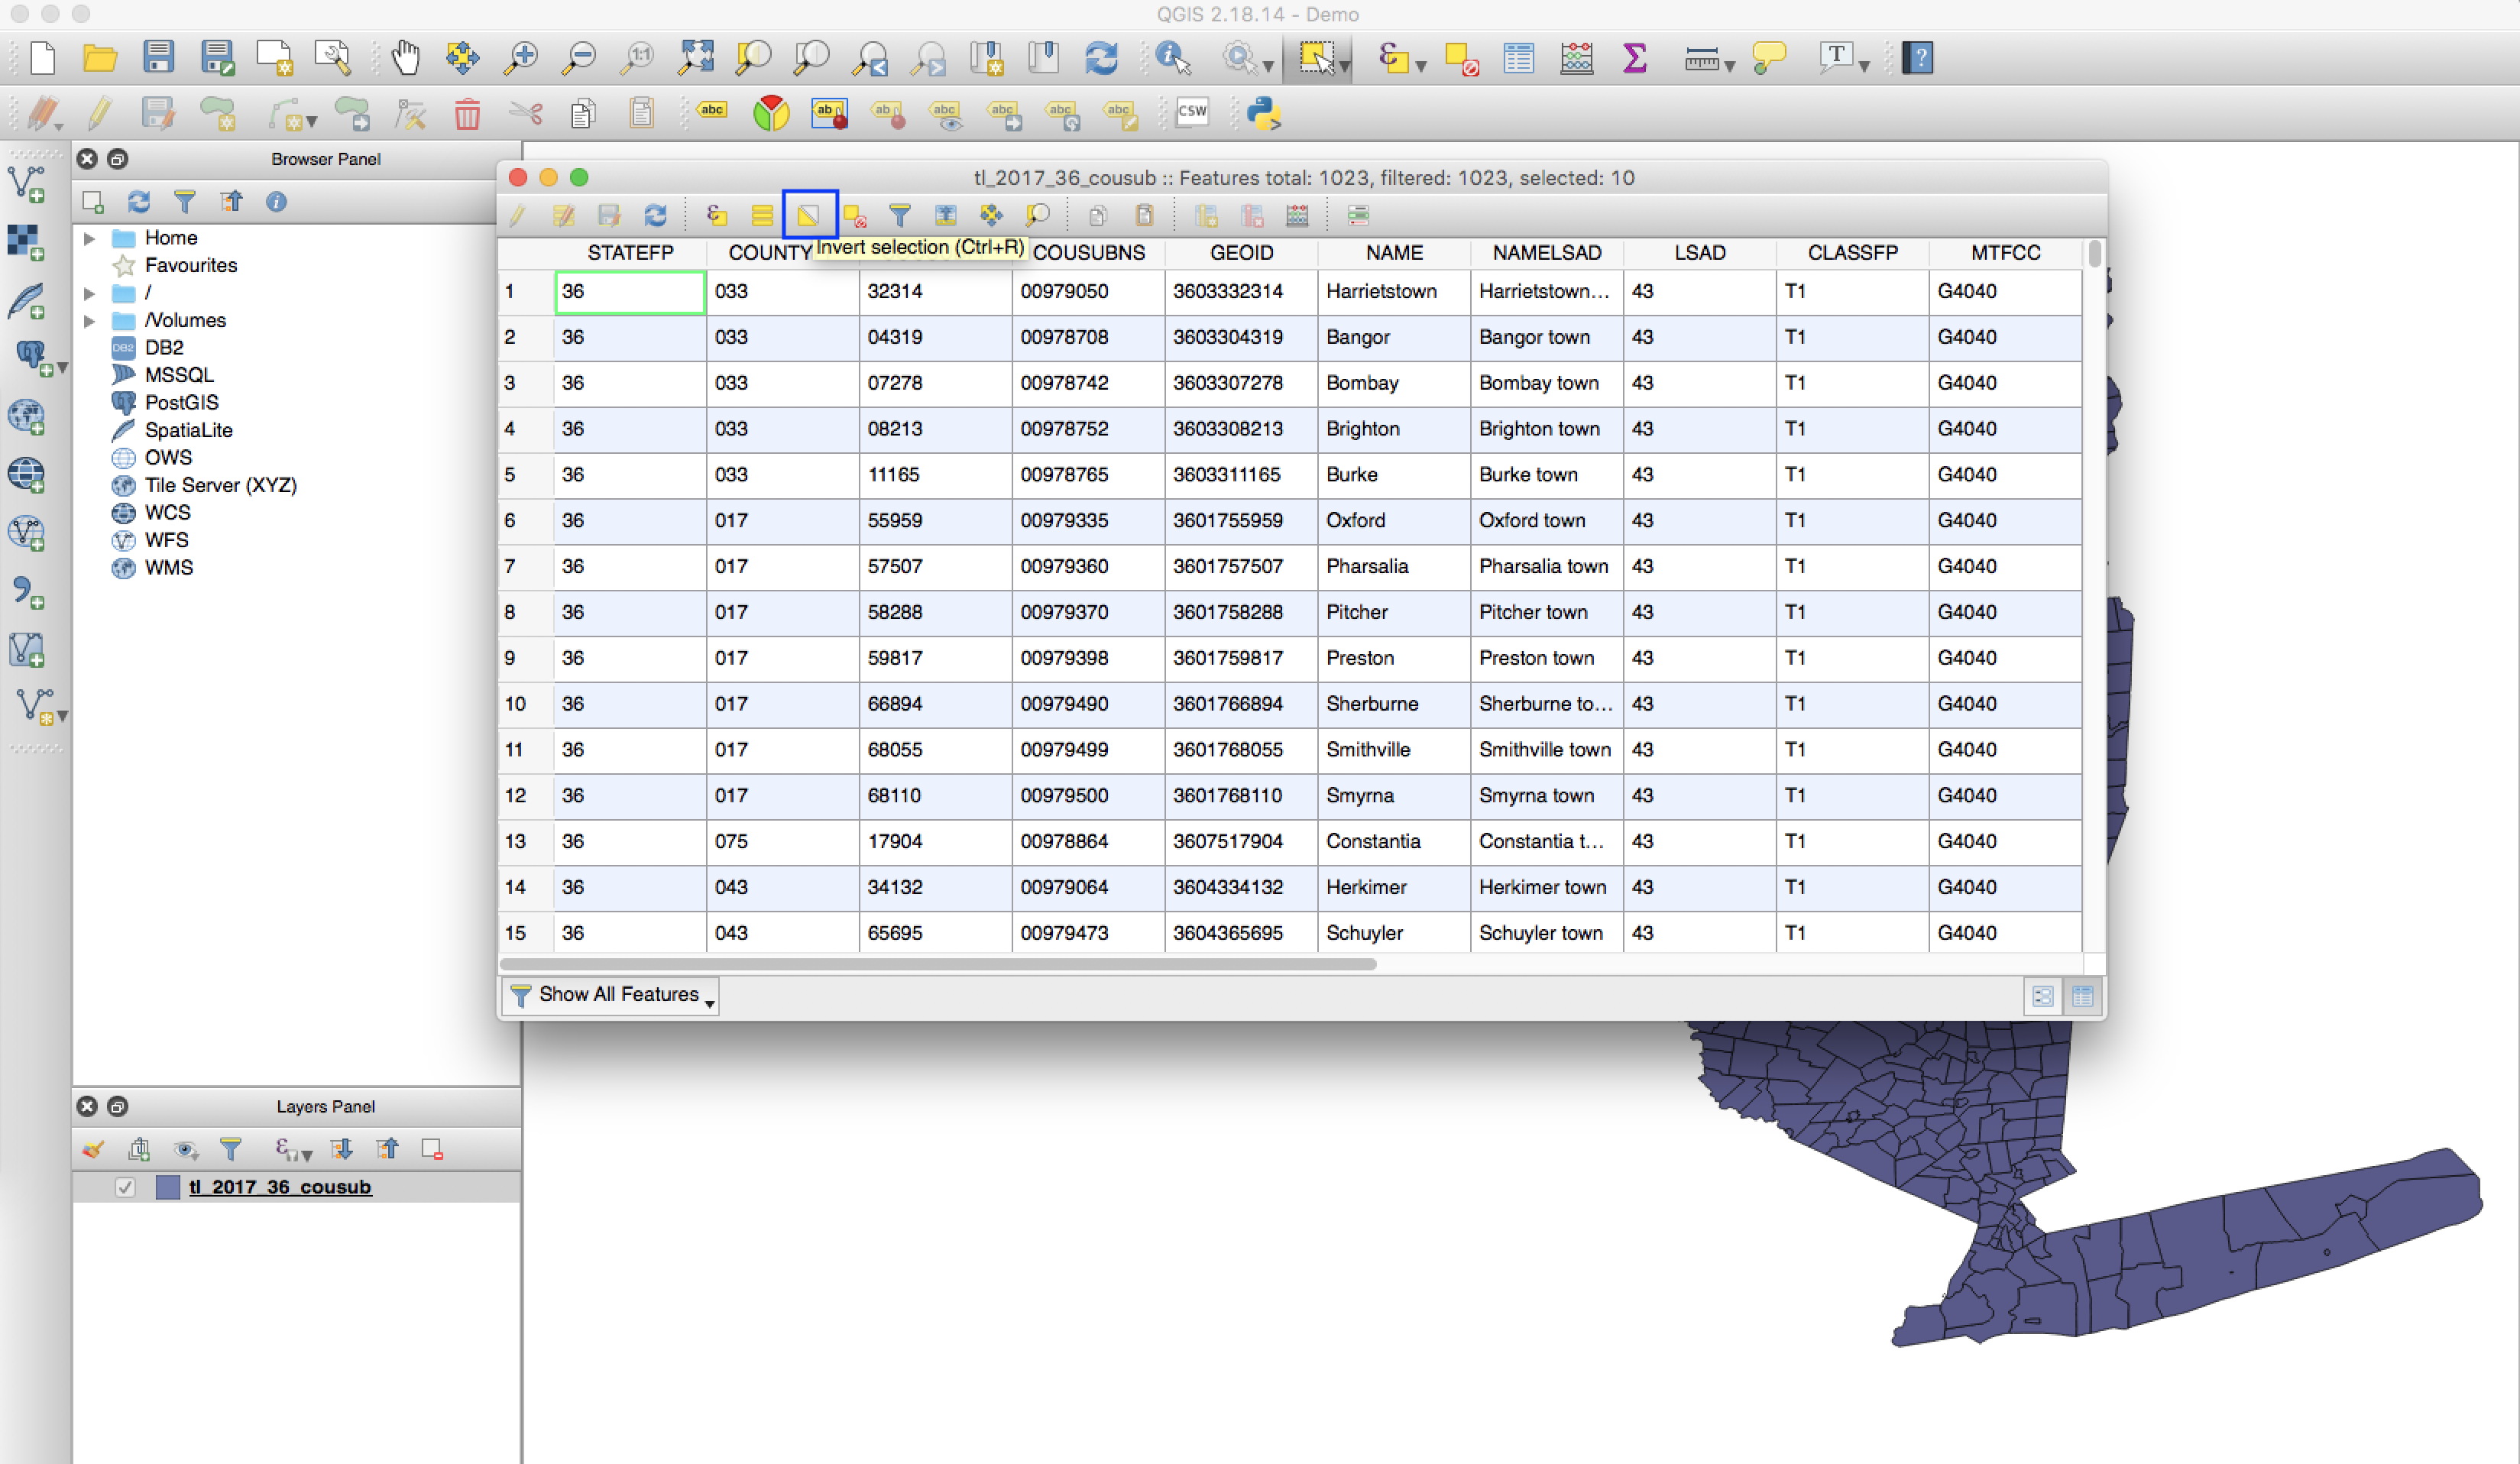 QGIS 2.18.14 - Demo
1:1
T
?
abc
ab
ab
abc
abc
abc
abc
CSW
Browser Panel
Home
Favourites
/
/Volumes
DB2
DB2
MSSQL
PostGIS
SpatiaLite
OWS
Tile Server (XYZ)
WCS
WFS
WMS
tl_2017_36_cousub :: Features total: 1023, filtered: 1023, selected: 10
Invert selection (Ctrl+R)
STATEFP COUNTY COUSUBNS GEOID NAME NAMELSAD LSAD CLASSFP MTFCC
1 36 033 32314 00979050 3603332314 Harrietstown Harrietstown… 43 T1 G4040
2 36 033 04319 00978708 3603304319 Bangor Bangor town 43 T1 G4040
3 36 033 07278 00978742 3603307278 Bombay Bombay town 43 T1 G4040
4 36 033 08213 00978752 3603308213 Brighton Brighton town 43 T1 G4040
5 36 033 11165 00978765 3603311165 Burke Burke town 43 T1 G4040
6 36 017 55959 00979335 3601755959 Oxford Oxford town 43 T1 G4040
7 36 017 57507 00979360 3601757507 Pharsalia Pharsalia town 43 T1 G4040
8 36 017 58288 00979370 3601758288 Pitcher Pitcher town 43 T1 G4040
9 36 017 59817 00979398 3601759817 Preston Preston town 43 T1 G4040
10 36 017 66894 00979490 3601766894 Sherburne Sherburne to… 43 T1 G4040
11 36 017 68055 00979499 3601768055 Smithville Smithville town 43 T1 G4040
12 36 017 68110 00979500 3601768110 Smyrna Smyrna town 43 T1 G4040
13 36 075 17904 00978864 3607517904 Constantia Constantia t… 43 T1 G4040
14 36 043 34132 00979064 3604334132 Herkimer Herkimer town 43 T1 G4040
15 36 043 65695 00979473 3604365695 Schuyler Schuyler town 43 T1 G4040
Show All Features
Layers Panel
tl_2017_36_cousub